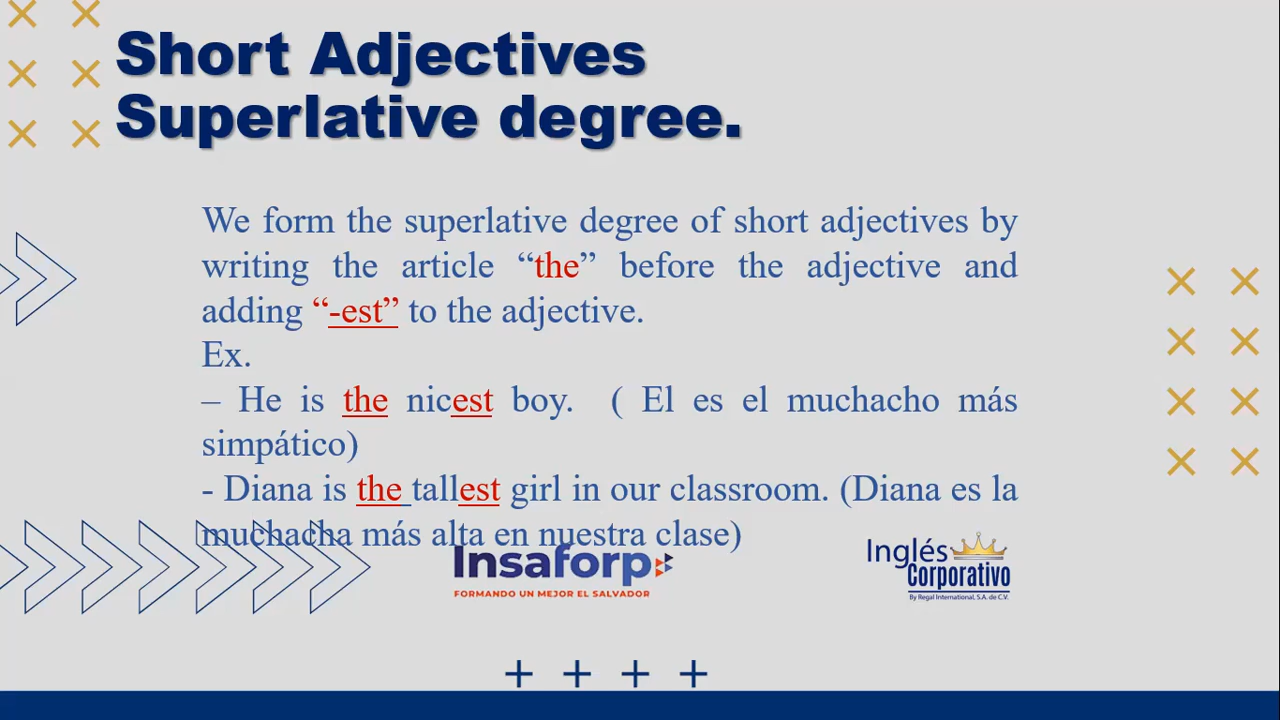 Short Adjectives
Superlative degree.
We form the superlative degree of short adjectives by
writing the article “the” before the adjective and
adding “-est” to the adjective.
Ex.
– He is the nicest boy. ( El es el muchacho más
simpático)
- Diana is the tallest girl in our classroom. (Diana es la
muchacha más alta en nuestra clase)
Insaforp
FORMANDO UN MEJOR EL SALVADOR
Inglés
Corporativo
By Regal International, S.A. de C.V.